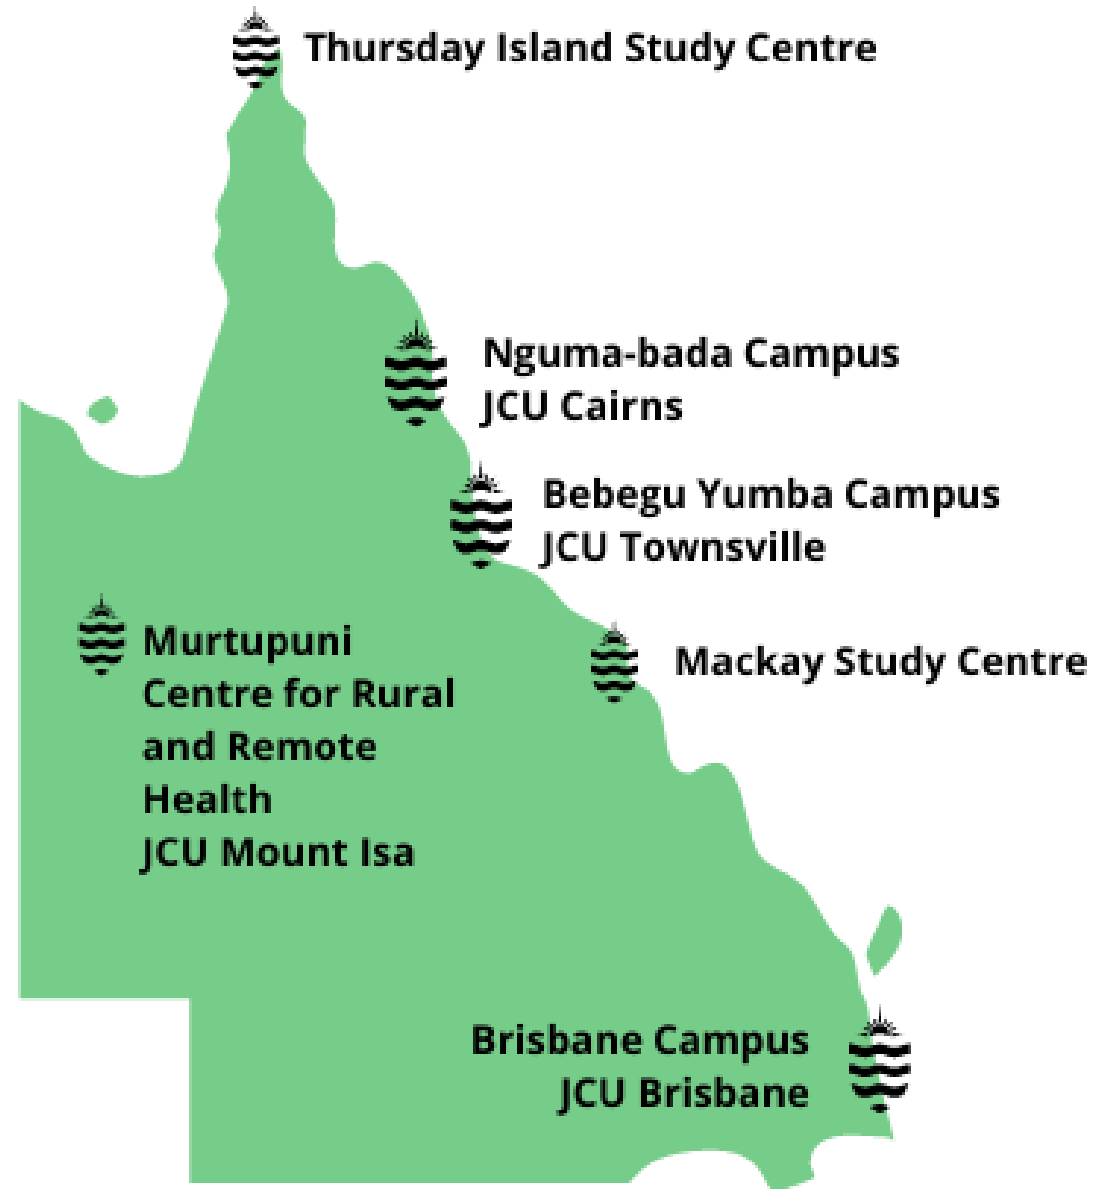 Thursday Island Study Centre
Nguma-bada Campus
JCU Cairns
Bebegu Yumba Campus
JCU Townsville
Murtupuni
Centre for Rural
and Remote
Health
JCU Mount Isa
Mackay Study Centre
Brisbane Campus
JCU Brisbane